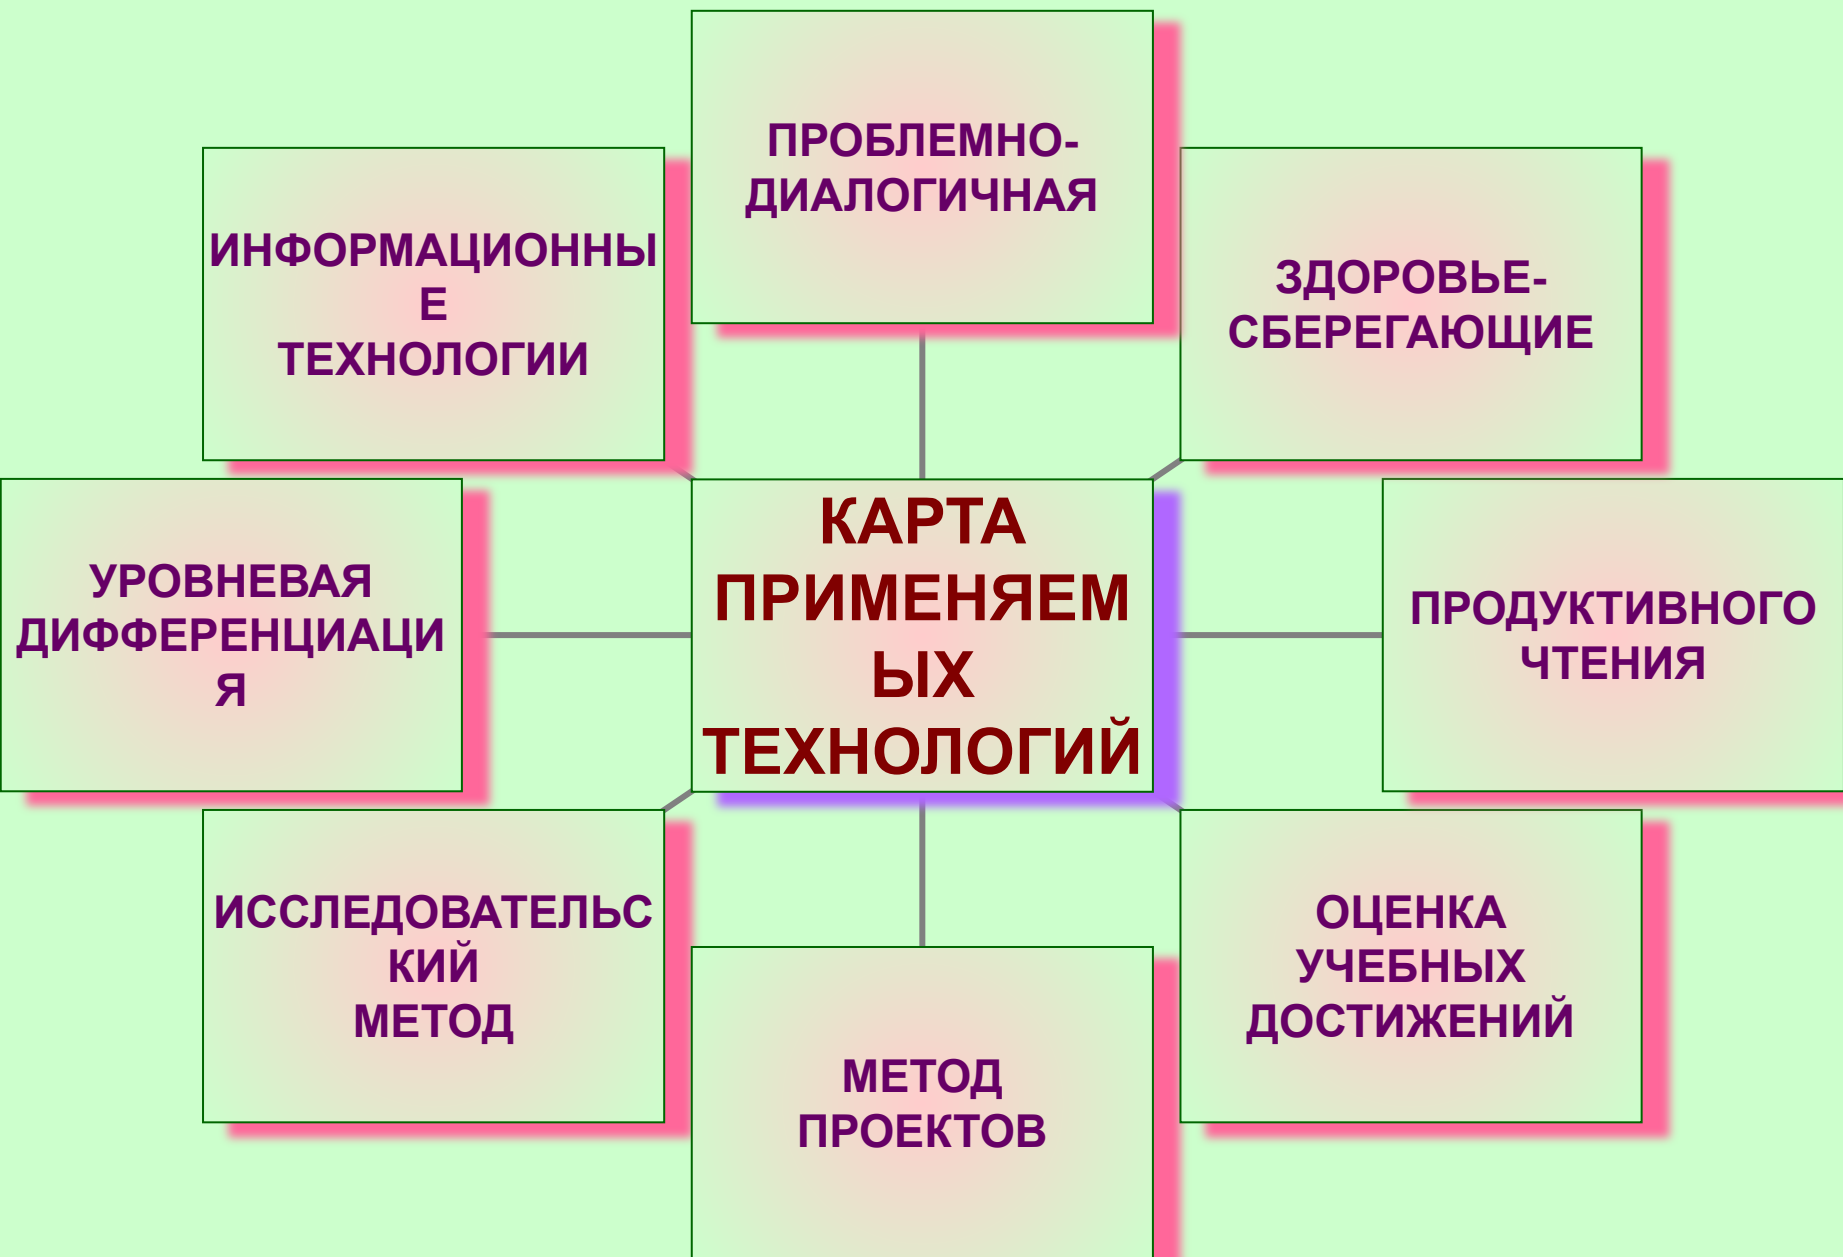 ПРОБЛЕМНО-
ДИАЛОГИЧНАЯ
ИНФОРМАЦИОННЫ
Е
ТЕХНОЛОГИИ
ЗДОРОВЬЕ-
СБЕРЕГАЮЩИЕ
УРОВНЕВАЯ
ДИФФЕРЕНЦИАЦИ
Я
КАРТА
ПРИМЕНЯЕМ
ЫХ
ТЕХНОЛОГИЙ
ПРОДУКТИВНОГО
ЧТЕНИЯ
ИССЛЕДОВАТЕЛЬС
КИЙ
МЕТОД
ОЦЕНКА
УЧЕБНЫХ
ДОСТИЖЕНИЙ
МЕТОД
ПРОЕКТОВ